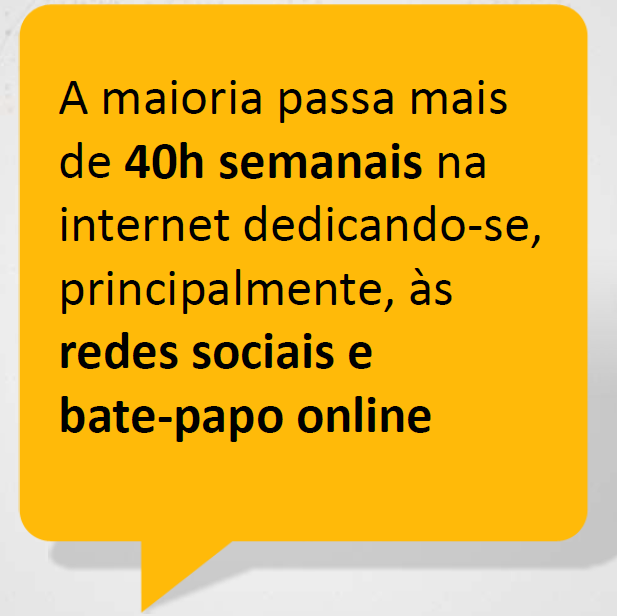 A maioria passa mais
de 40h semanais na
internet dedicando-se,
principalmente, às
redes sociais e
bate-papo online